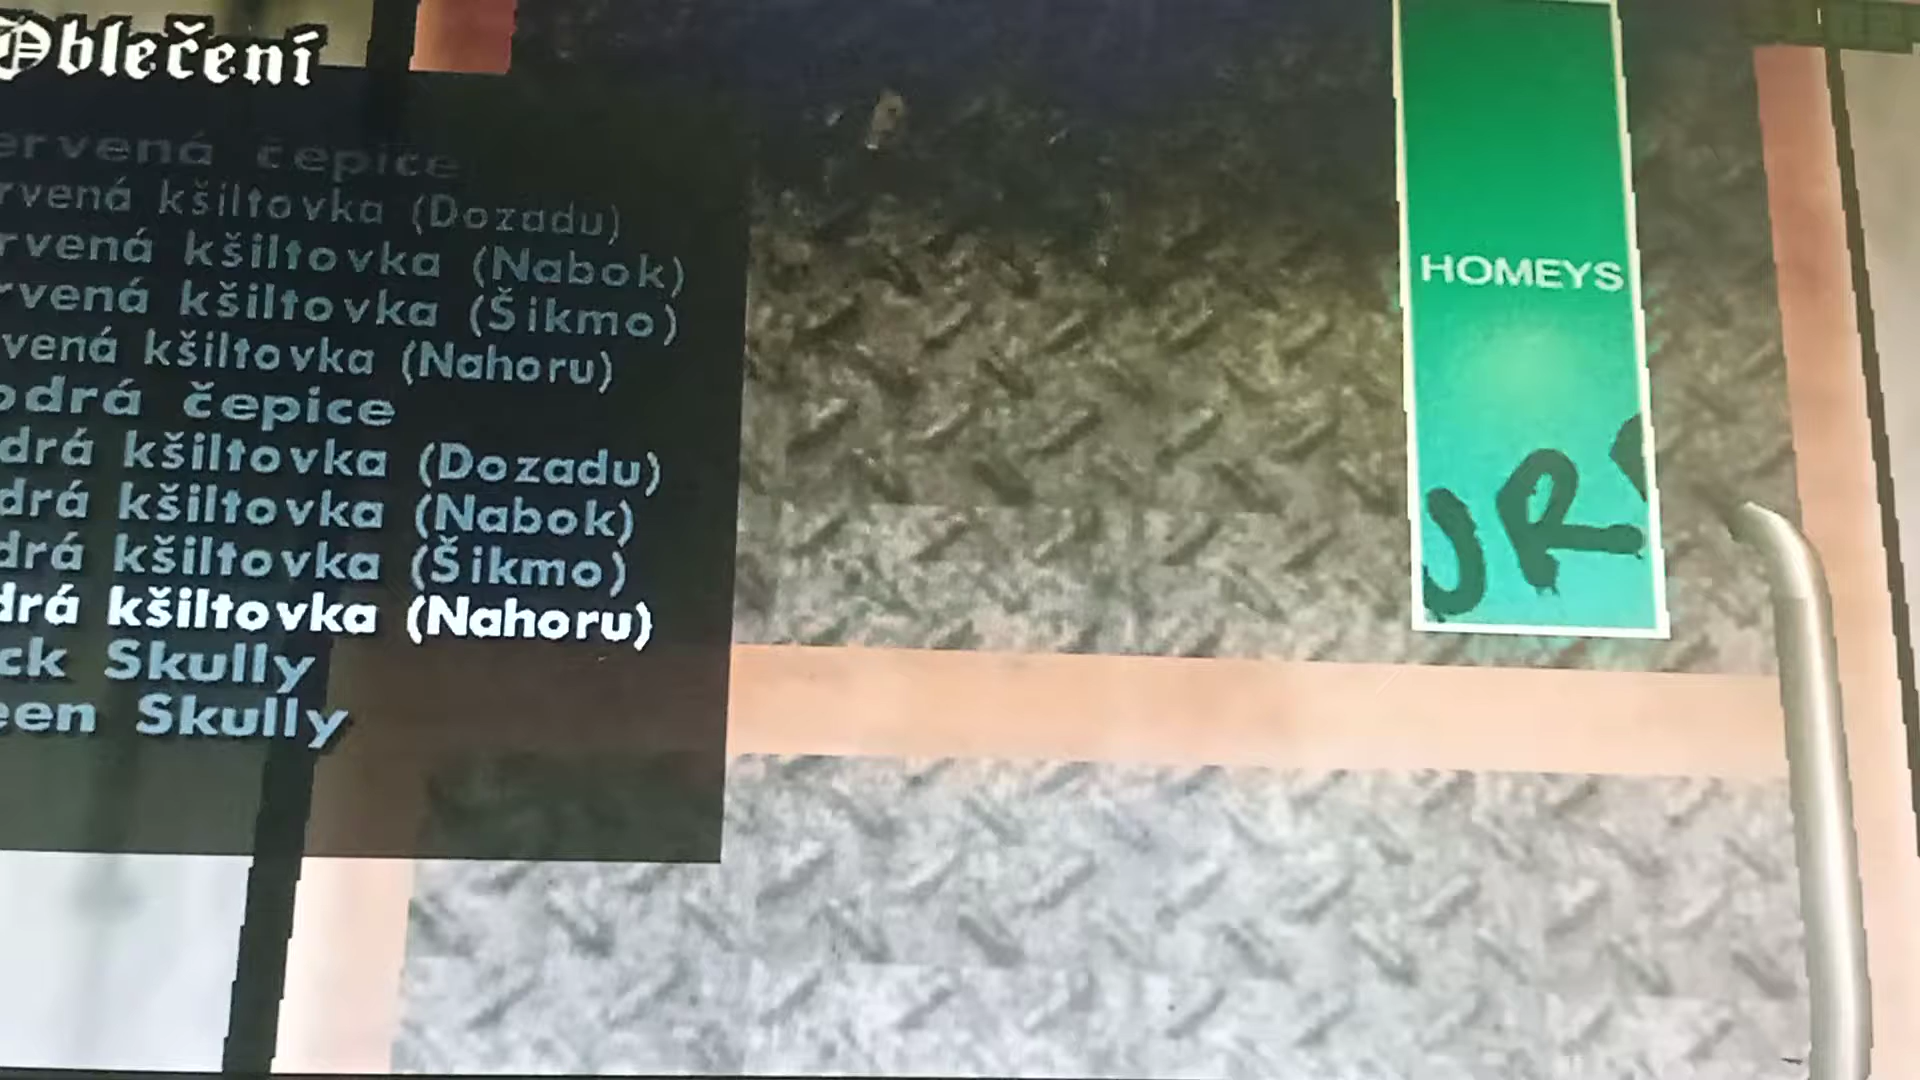 Oblečení
ervená čepice
rvená kšiltovka (Dozadu)
rvená kšiltovka (Nabok)
rvená kšiltovka (Šikmo)
vená kšiltovka (Nahoru)
odrá čepice
drá kšiltovka (Dozadu)
drá kšiltovka (Nabok)
drá kšiltovka (Šikmo)
drá kšiltovka (Nahoru)
ck Skully
een Skully
HOMEYS
UR